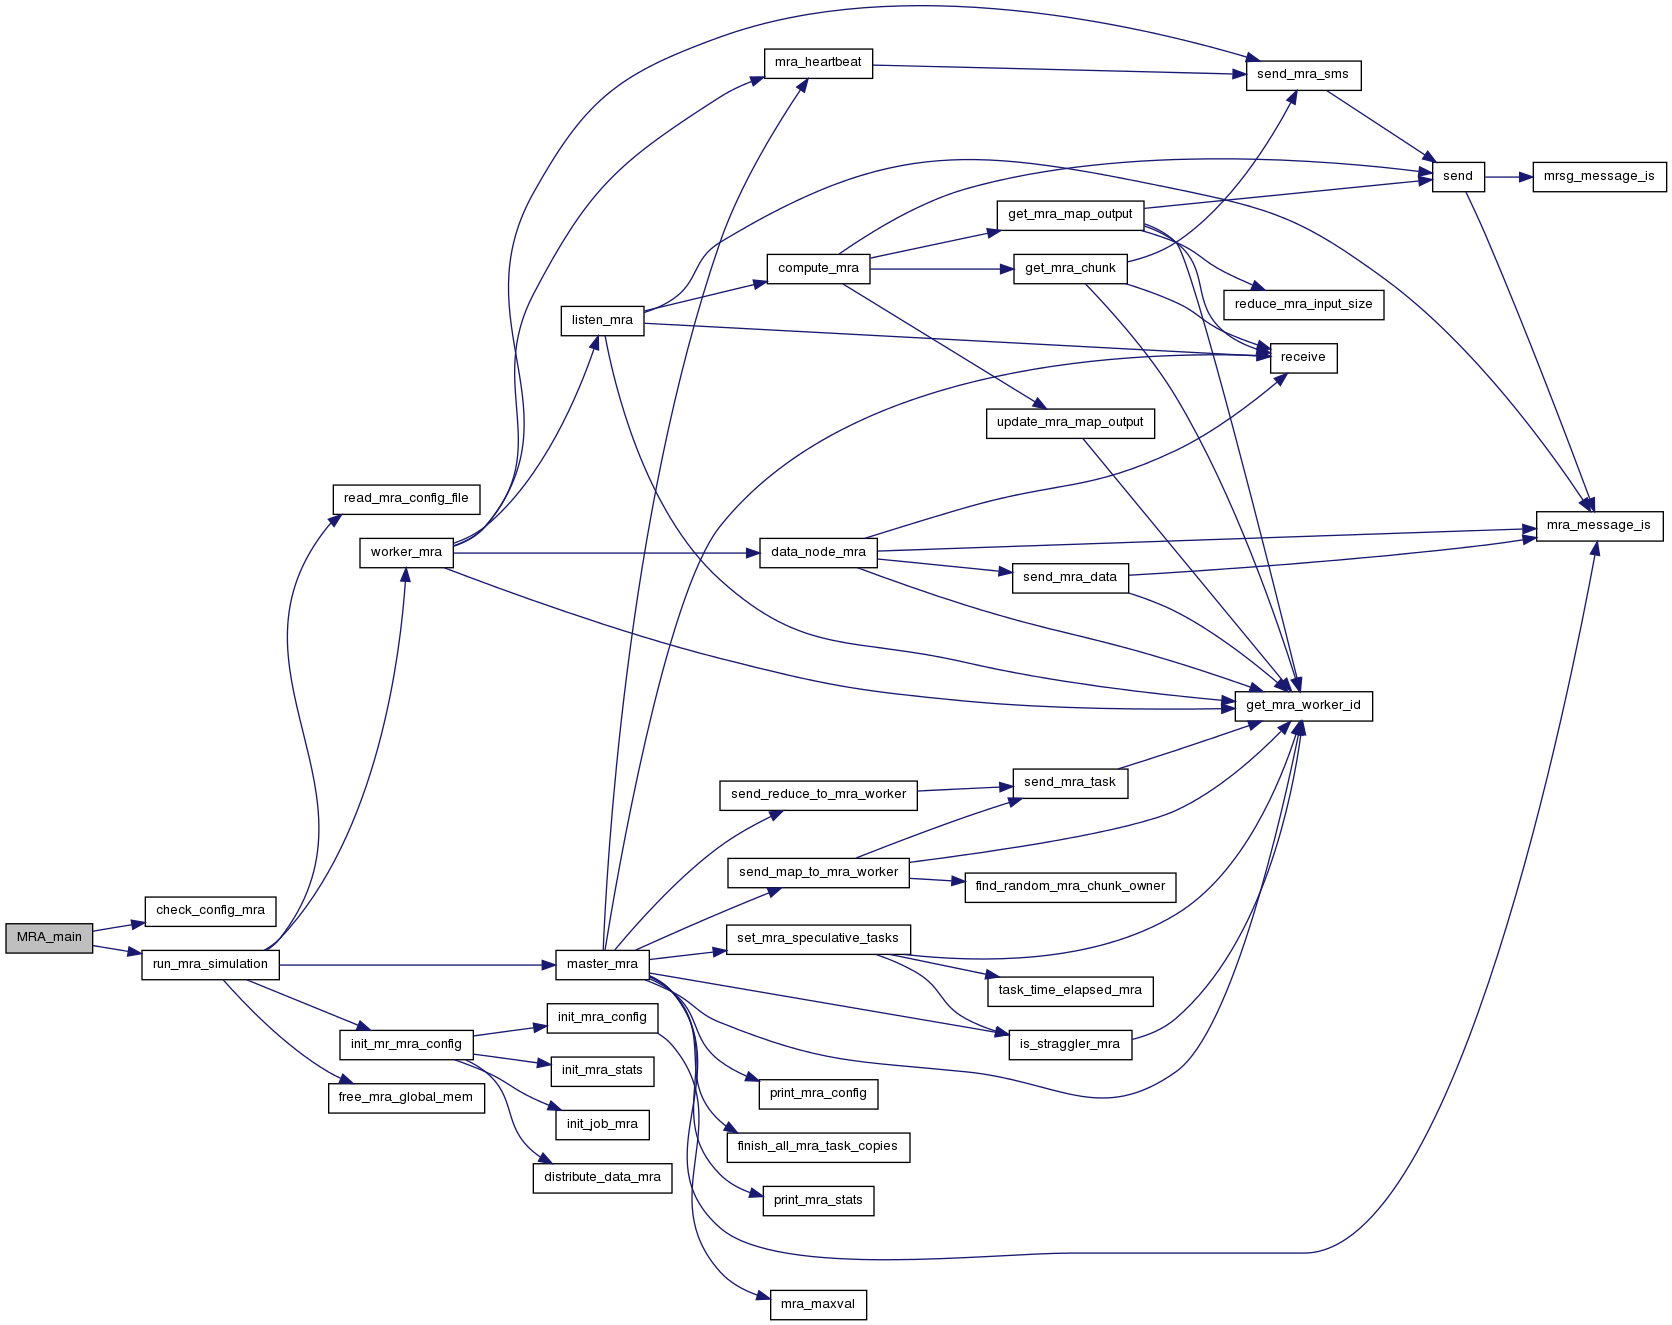 MRA_main
check_config_mra
run_mra_simulation
read_mra_config_file
worker_mra
init_mr_mra_config
free_mra_global_mem
listen_mra
master_mra
init_mra_config
init_mra_stats
init_job_mra
distribute_data_mra
mra_heartbeat
compute_mra
data_node_mra
send_reduce_to_mra_worker
send_map_to_mra_worker
set_mra_speculative_tasks
print_mra_config
finish_all_mra_task_copies
print_mra_stats
mra_maxval
get_mra_map_output
get_mra_chunk
update_mra_map_output
send_mra_data
send_mra_task
find_random_mra_chunk_owner
task_time_elapsed_mra
is_straggler_mra
send_mra_sms
reduce_mra_input_size
receive
get_mra_worker_id
send
mrsg_message_is
mra_message_is